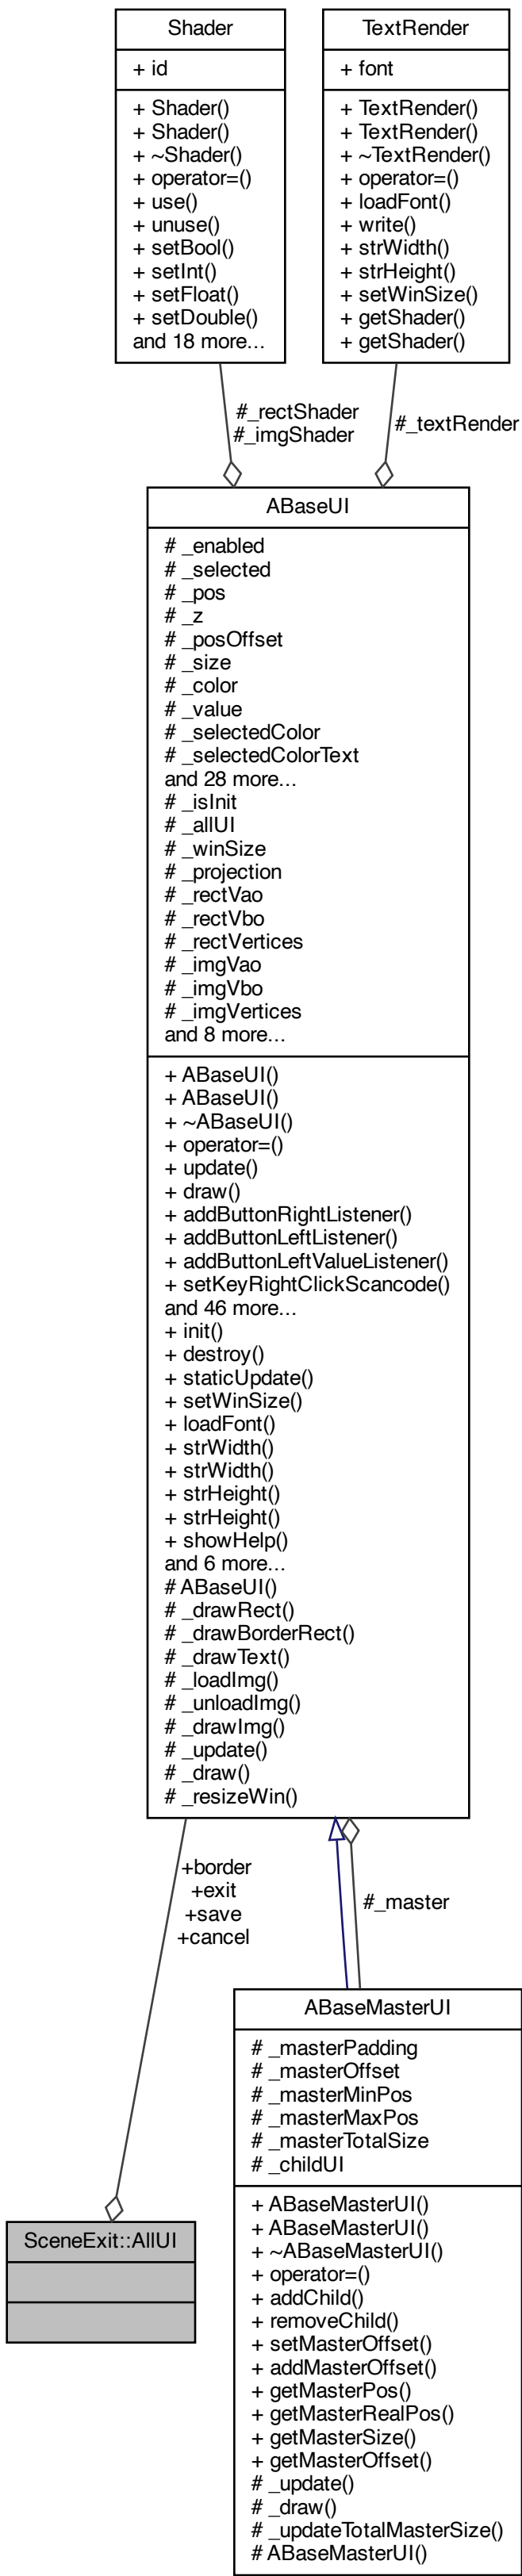 Shader
+ id
+ Shader()
+ Shader()
+ ~Shader()
+ operator=()
+ use()
+ unuse()
+ setBool()
+ setInt()
+ setFloat()
+ setDouble()
and 18 more...
TextRender
+ font
+ TextRender()
+ TextRender()
+ ~TextRender()
+ operator=()
+ loadFont()
+ write()
+ strWidth()
+ strHeight()
+ setWinSize()
+ getShader()
+ getShader()
#_rectShader
#_imgShader
#_textRender
ABaseUI
# _enabled
# _selected
# _pos
# _z
# _posOffset
# _size
# _color
# _value
# _selectedColor
# _selectedColorText
and 28 more...
# _isInit
# _allUI
# _winSize
# _projection
# _rectVao
# _rectVbo
# _rectVertices
# _imgVao
# _imgVbo
# _imgVertices
and 8 more...
+ ABaseUI()
+ ABaseUI()
+ ~ABaseUI()
+ operator=()
+ update()
+ draw()
+ addButtonRightListener()
+ addButtonLeftListener()
+ addButtonLeftValueListener()
+ setKeyRightClickScancode()
and 46 more...
+ init()
+ destroy()
+ staticUpdate()
+ setWinSize()
+ loadFont()
+ strWidth()
+ strWidth()
+ strHeight()
+ strHeight()
+ showHelp()
and 6 more...
# ABaseUI()
# _drawRect()
# _drawBorderRect()
# _drawText()
# _loadImg()
# _unloadImg()
# _drawImg()
# _update()
# _draw()
# _resizeWin()
+border
+exit
+save
+cancel
#_master
SceneExit::AllUI
ABaseMasterUI
# _masterPadding
# _masterOffset
# _masterMinPos
# _masterMaxPos
# _masterTotalSize
# _childUI
+ ABaseMasterUI()
+ ABaseMasterUI()
+ ~ABaseMasterUI()
+ operator=()
+ addChild()
+ removeChild()
+ setMasterOffset()
+ addMasterOffset()
+ getMasterPos()
+ getMasterRealPos()
+ getMasterSize()
+ getMasterOffset()
# _update()
# _draw()
# _updateTotalMasterSize()
# ABaseMasterUI()